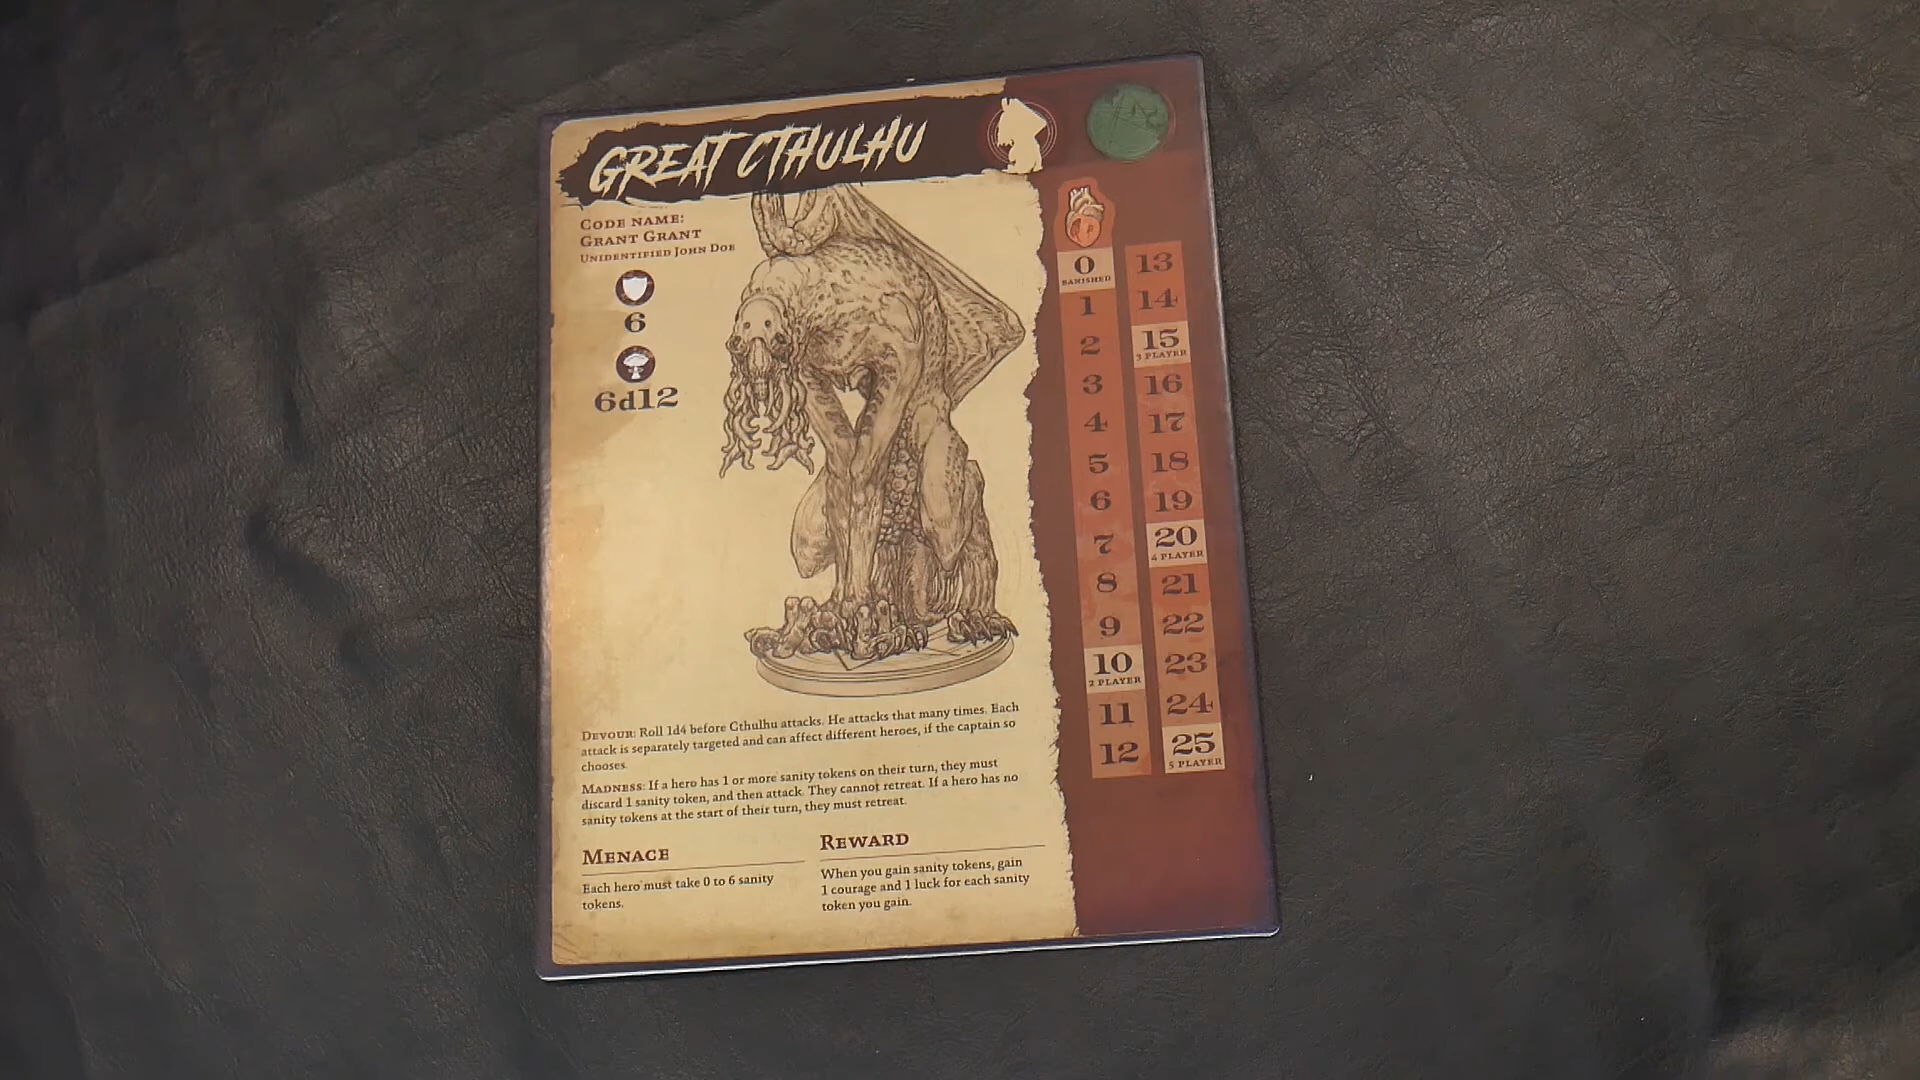 GREAT CTHULHU
CODE NAME:
GRANT GRANT
UNIDENTIFIED JOHN DOE
6
6d12
DEVOUR: Roll 1d4 before Cthulhu attacks. He attacks that many times. Each
attack is separately targeted and can affect different heroes, if the captain so
chooses.
MADNESS: If a hero has 1 or more sanity tokens on their turn, they must
discard 1 sanity token, and then attack. They cannot retreat. If a hero has no
sanity tokens at the start of their turn, they must retreat.
MENACE
Each hero must take 0 to 6 sanity
tokens.
REWARD
When you gain sanity tokens, gain
1 courage and 1 luck for each sanity
token you gain.
0
BANISHED
1
2
3
4
5
6
7
8
9
10
2 PLAYER
11
12
13
14
15
3 PLAYER
16
17
18
19
20
4 PLAYER
21
22
23
24
25
5 PLAYER